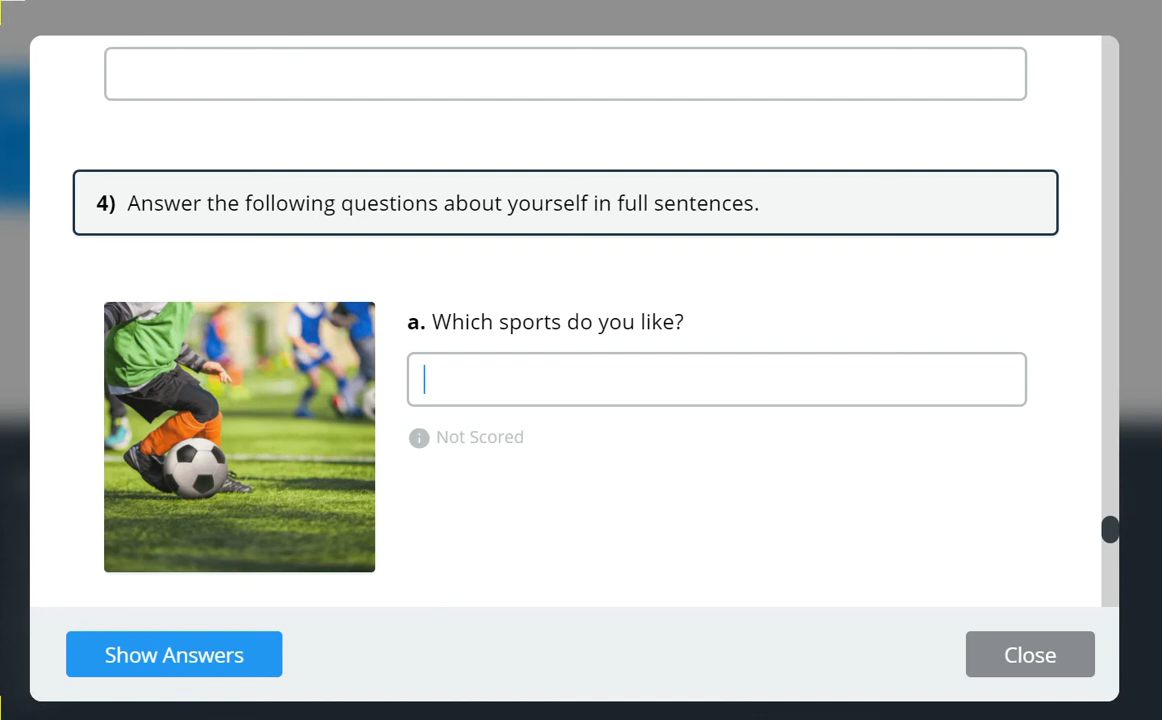 4) Answer the following questions about yourself in full sentences.
a. Which sports do you like?
Not Scored
Show Answers
Close